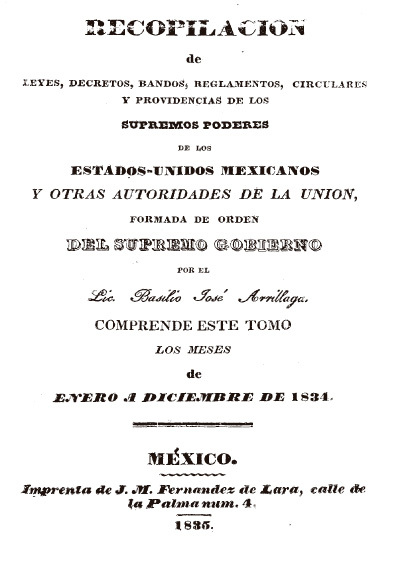 RECOPILACION
de
LEYES, DECRETOS, BANDOS, REGLAMENTOS, CIRCULARES
Y PROVIDENCIAS DE LOS
SUPREMOS PODERES
DE LOS
ESTADOS-UNIDOS MEXICANOS
Y OTRAS AUTORIDADES DE LA UNION,
FORMADA DE ORDEN
DEL SUPREMO GOBIERNO
POR EL
Lic. Basilio José Arrillaga.
COMPRENDE ESTE TOMO
LOS MESES
de
ENERO A DICIEMBRE DE 1834.
MÉXICO.
Imprenta de J. M. Fernandez de Lara, calle de
la Palma num. 4.
1835.